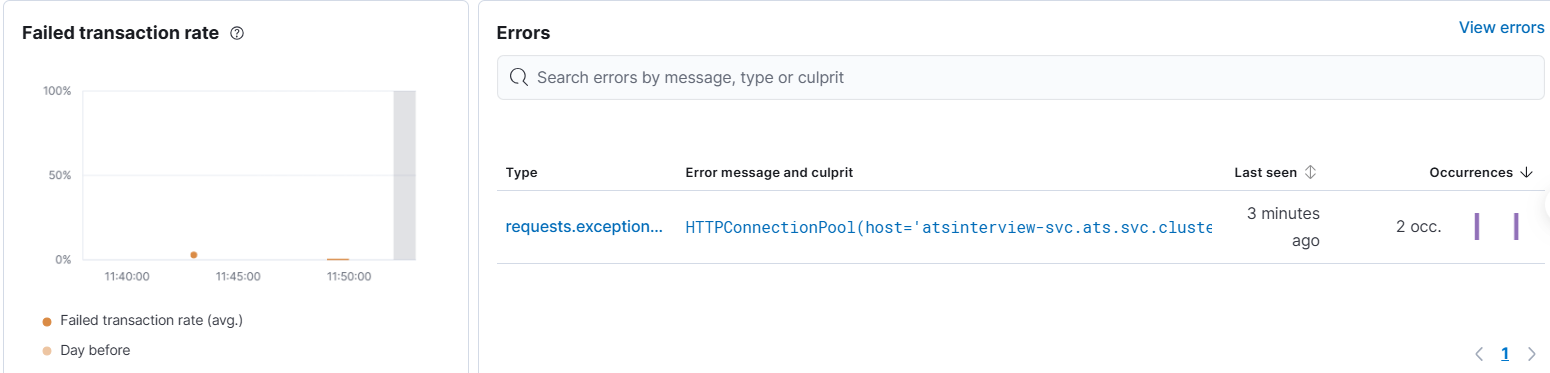 Failed transaction rate
100%
50%
0%
11:40:00 11:45:00 11:50:00
Failed transaction rate (avg.)
Day before
Errors
View errors
Search errors by message, type or culprit
Type Error message and culprit Last seen Occurrences
requests.exception... HTTPConnectionPool(host='atsinterview-svc.ats.svc.cluste 3 minutes ago 2 occ.
1